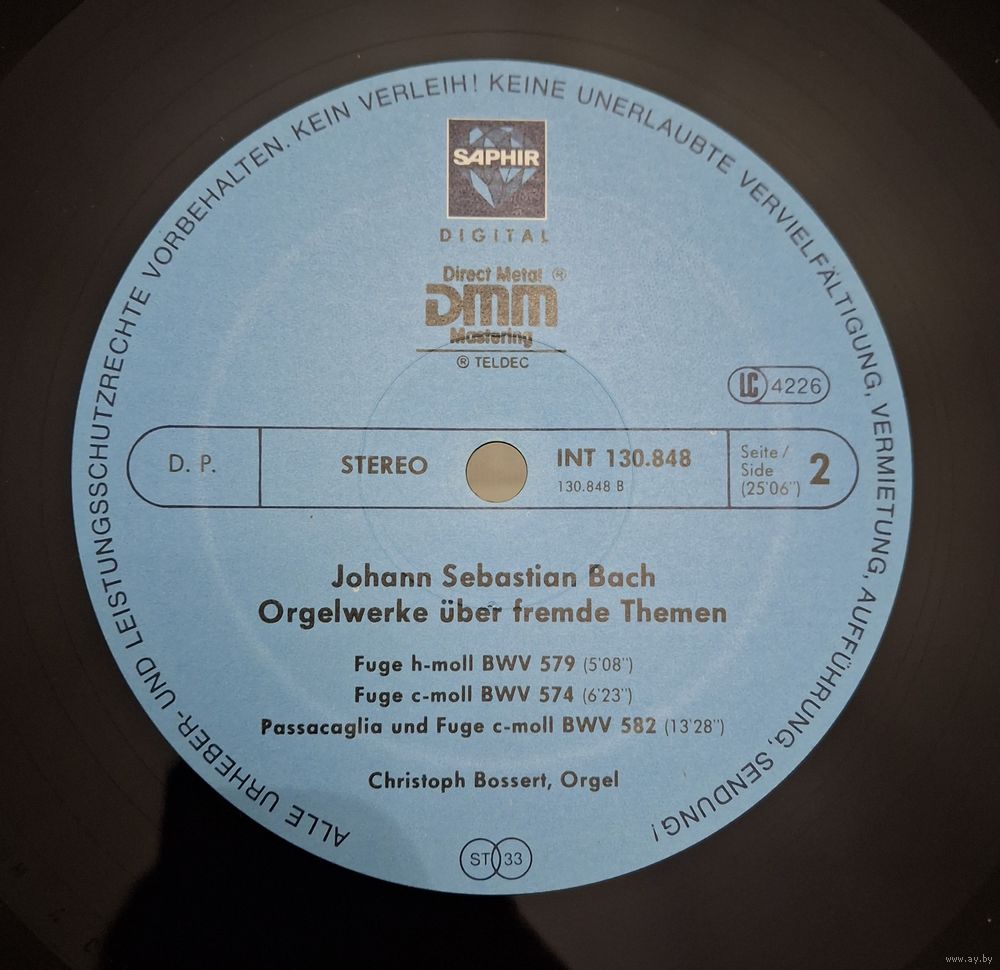 ALLE URHEBER- UND LEISTUNGSSCHUTZRECHTE VORBEHALTEN. KEIN VERLEIH! KEINE UNERLAUBTE VERVIELFÄLTIGUNG, VERMIETUNG, AUFFÜHRUNG, SENDUNG!
SAPHIR
DIGITAL
Direct Metal ®
DMM
Mastering
® TELDEC
LC 4226
D. P.
STEREO
INT 130.848
130.848 B
Seite /
Side
(25'06")
2
Johann Sebastian Bach
Orgelwerke über fremde Themen
Fuge h-moll BWV 579 (5'08")
Fuge c-moll BWV 574 (6'23")
Passacaglia und Fuge c-moll BWV 582 (13'28")
Christoph Bossert, Orgel
ST 33
www.ay.by